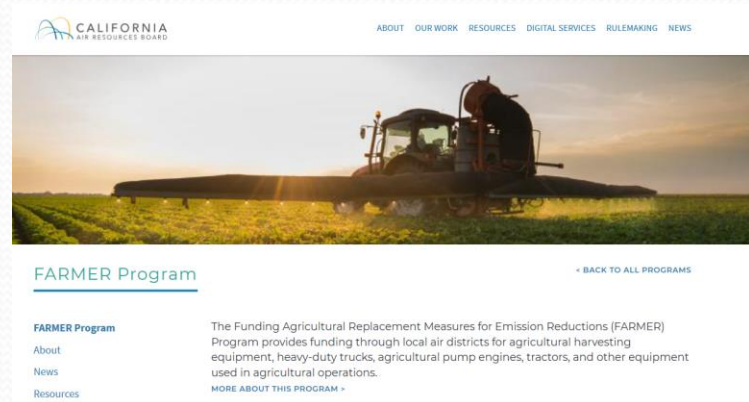 CALIFORNIA
AIR RESOURCES BOARD
ABOUT OUR WORK RESOURCES DIGITAL SERVICES RULEMAKING NEWS
FARMER Program
« BACK TO ALL PROGRAMS
FARMER Program
About
News
Resources
The Funding Agricultural Replacement Measures for Emission Reductions (FARMER)
Program provides funding through local air districts for agricultural harvesting
equipment, heavy-duty trucks, agricultural pump engines, tractors, and other equipment
used in agricultural operations.
MORE ABOUT THIS PROGRAM »